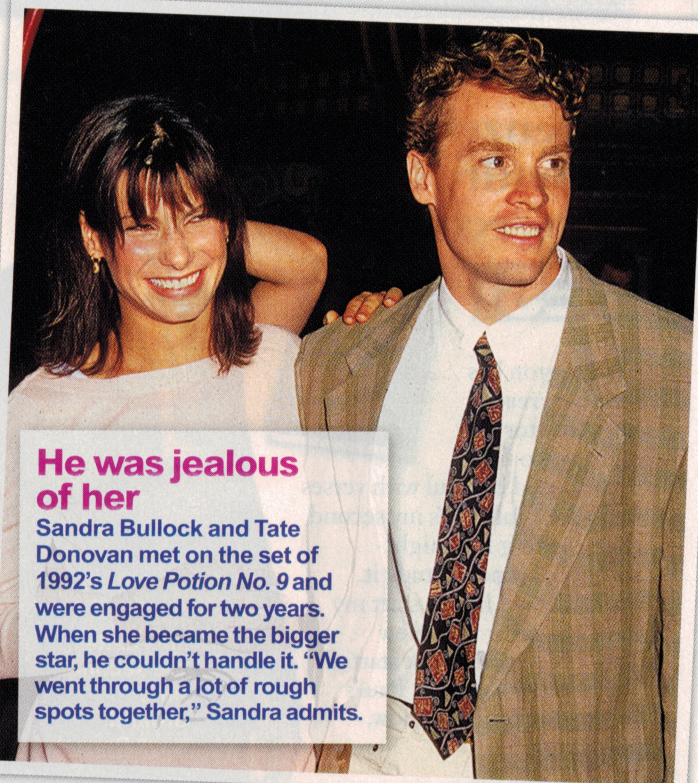 He was jealous
of her
Sandra Bullock and Tate
Donovan met on the set of
1992's Love Potion No. 9 and
were engaged for two years.
When she became the bigger
star, he couldn't handle it. “We
went through a lot of rough
spots together,” Sandra admits.